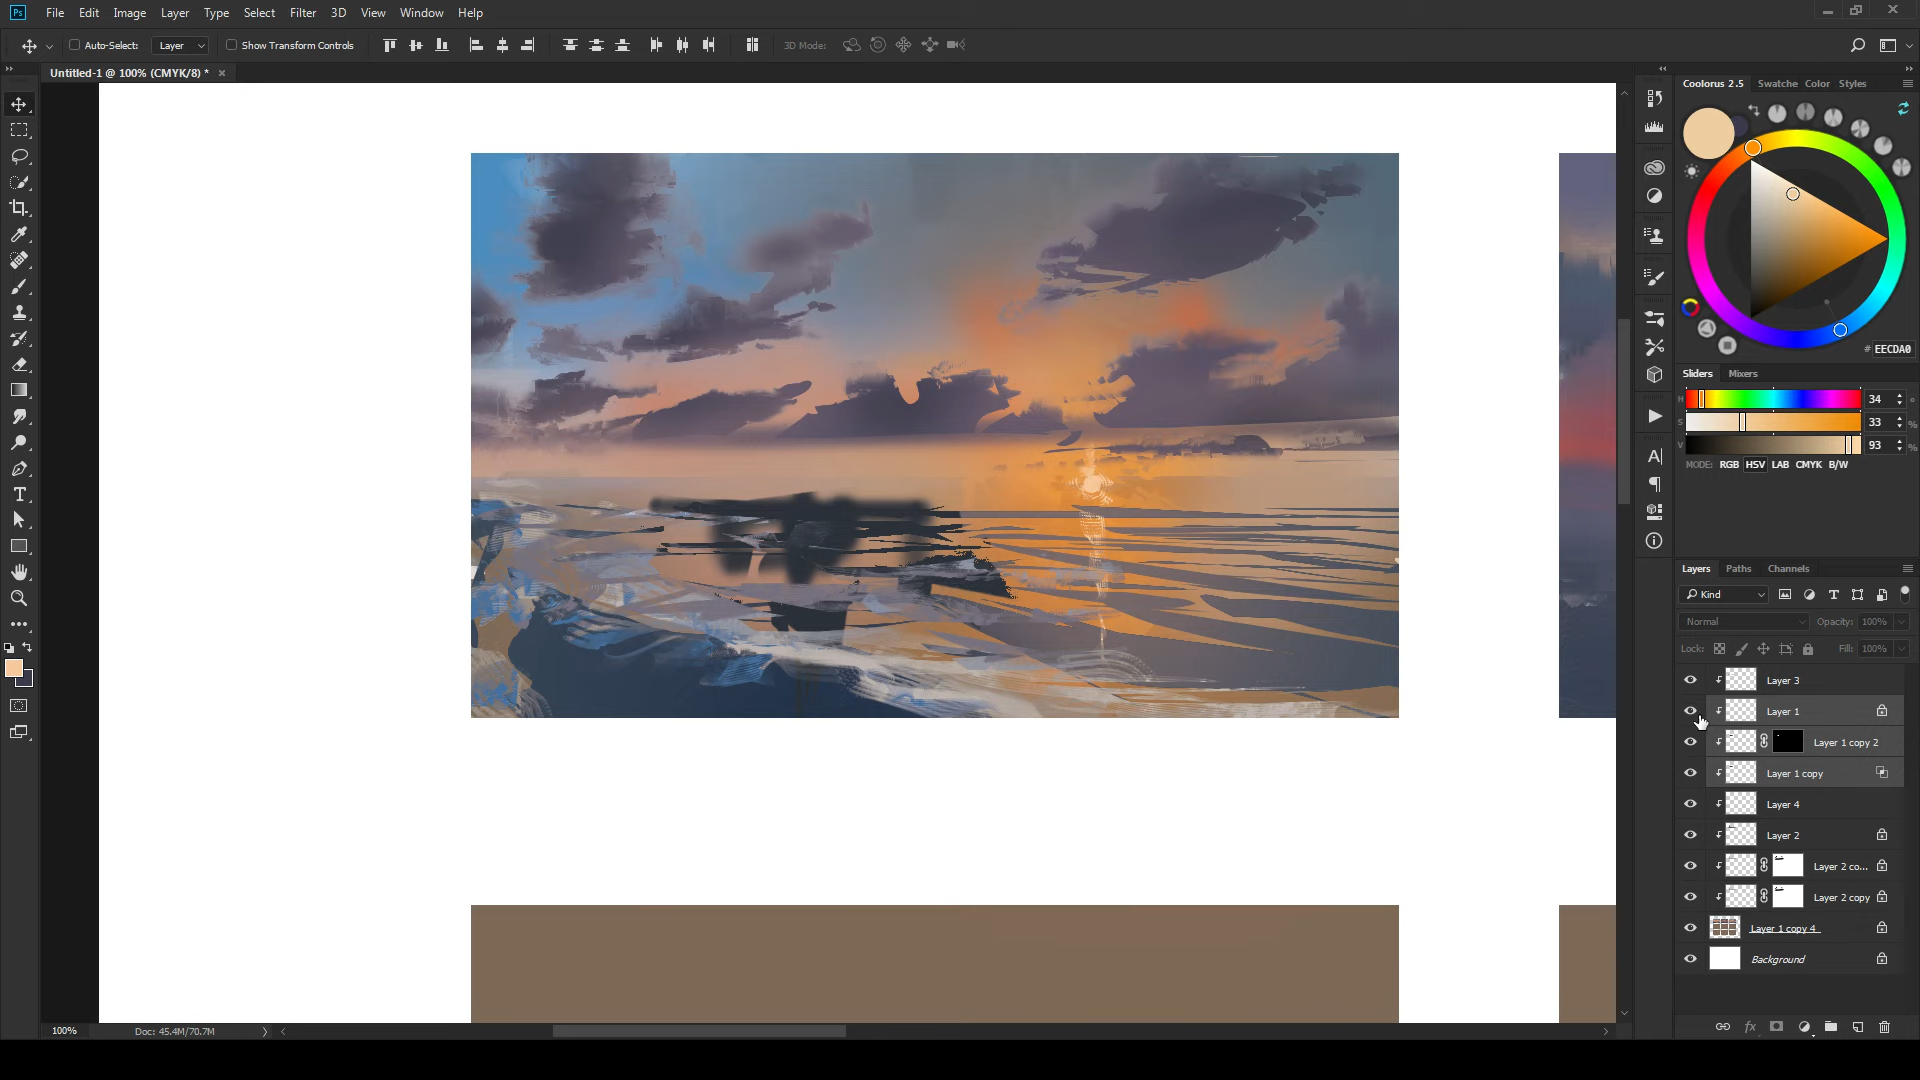 Ps File Edit Image Layer Type Select Filter 3D View Window Help
Auto-Select: Layer Show Transform Controls 3D Mode:
Untitled-1 @ 100% (CMYK/8) *
Coolorus 2.5 Swatche Color Styles
# EECDA0
Sliders Mixers
H 34 °
S 33 %
V 93 %
MODE: RGB HSV LAB CMYK B/W
Layers Paths Channels
Kind
Normal Opacity: 100%
Lock: Fill: 100%
Layer 3
Layer 1
Layer 1 copy 2
Layer 1 copy
Layer 4
Layer 2
Layer 2 co...
Layer 2 copy
Layer 1 copy 4
Background
100% Doc: 45.4M/70.7M
fx